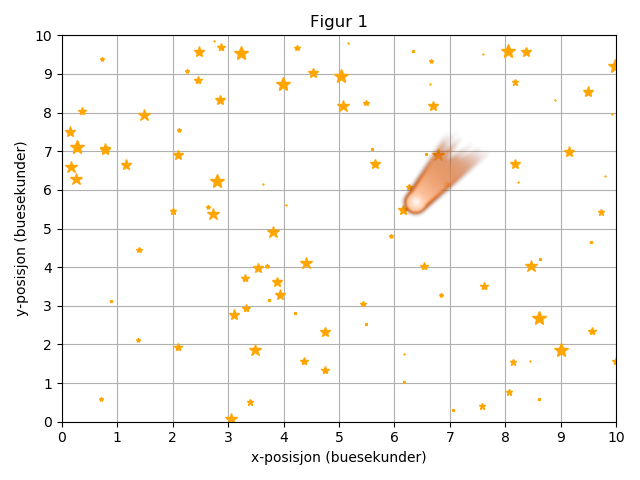 Figur 1
10
9
8
7
6
5
4
3
2
1
0
y-posisjon (buesekunder)
0 1 2 3 4 5 6 7 8 9 10
x-posisjon (buesekunder)